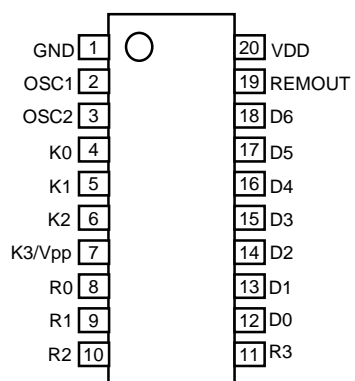 GND 1 20 VDD
OSC1 2 19 REMOUT
OSC2 3 18 D6
K0 4 17 D5
K1 5 16 D4
K2 6 15 D3
K3/Vpp 7 14 D2
R0 8 13 D1
R1 9 12 D0
R2 10 11 R3